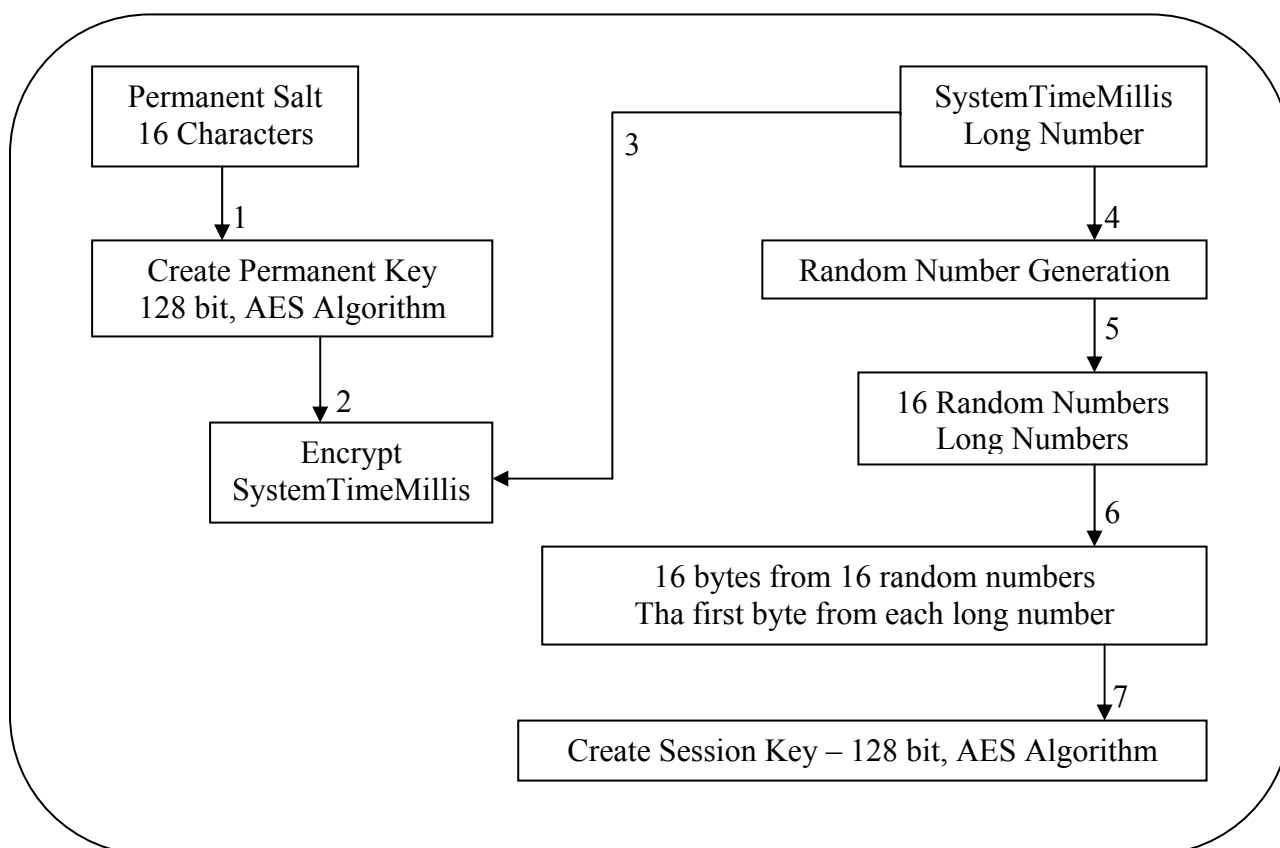 Permanent Salt
16 Characters
SystemTimeMillis
Long Number
3
1
4
Create Permanent Key
128 bit, AES Algorithm
Random Number Generation
5
2
16 Random Numbers
Long Numbers
Encrypt
SystemTimeMillis
6
16 bytes from 16 random numbers
Tha first byte from each long number
7
Create Session Key – 128 bit, AES Algorithm